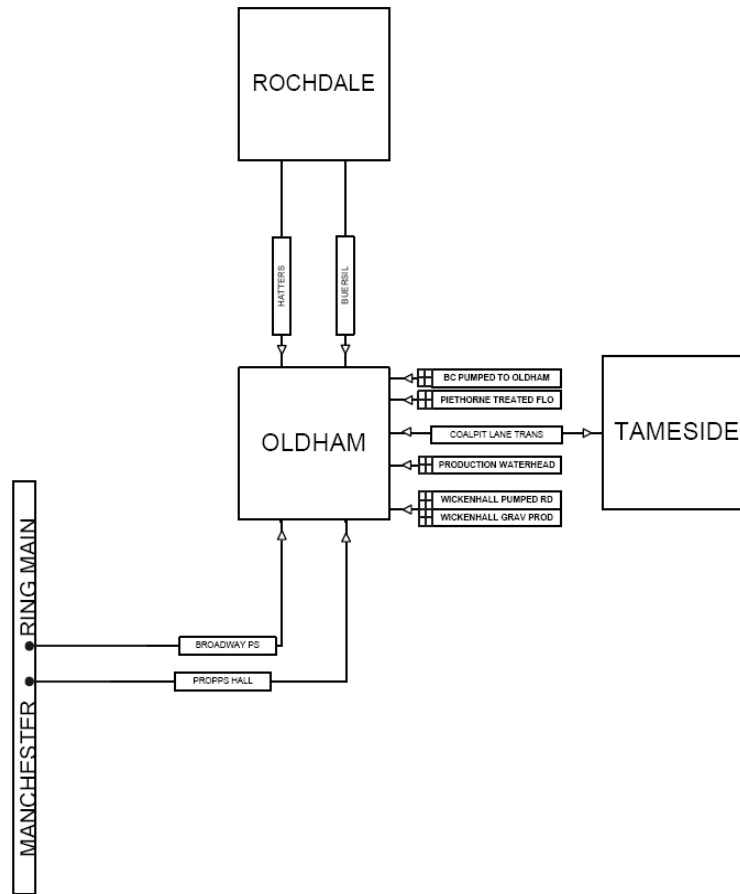 ROCHDALE
HATTERS
BUERSIL
OLDHAM
BC PUMPED TO OLDHAM
PIETHORNE TREATED FLO
COALPIT LANE TRANS
PRODUCTION WATERHEAD
WICKENHALL PUMPED RD
WICKENHALL GRAV PROD
TAMESIDE
MANCHESTER RING MAIN
BROADWAY PS
PROPPS HALL